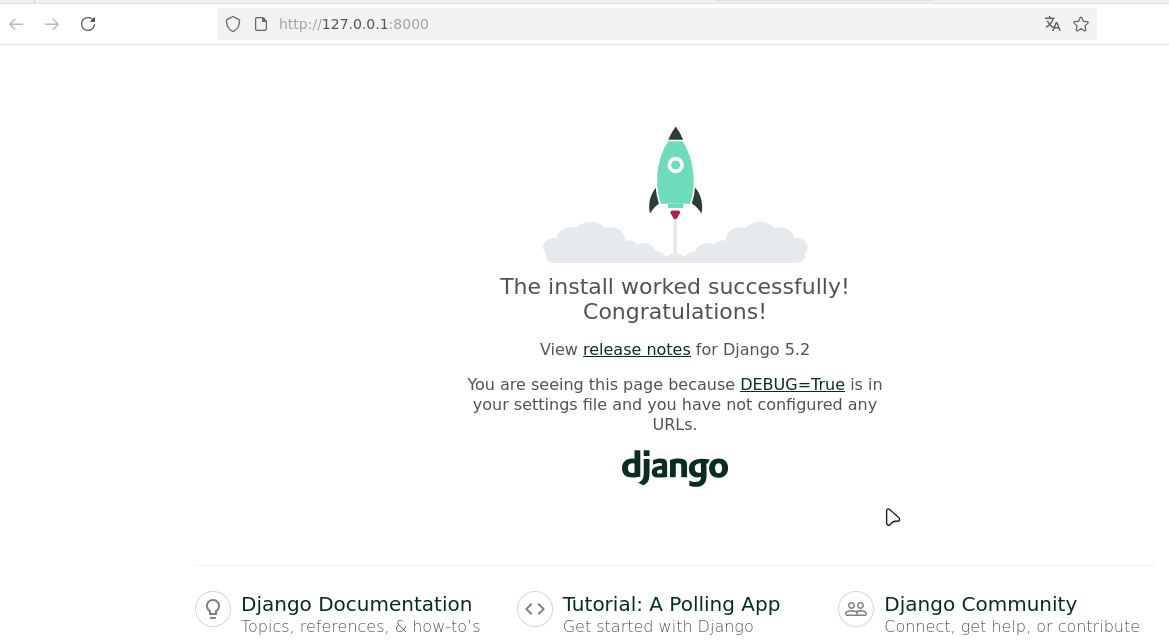 http://127.0.0.1:8000
The install worked successfully!
Congratulations!
View release notes for Django 5.2
You are seeing this page because DEBUG=True is in
your settings file and you have not configured any
URLs.
django
Django Documentation
Topics, references, & how-to's
Tutorial: A Polling App
Get started with Django
Django Community
Connect, get help, or contribute